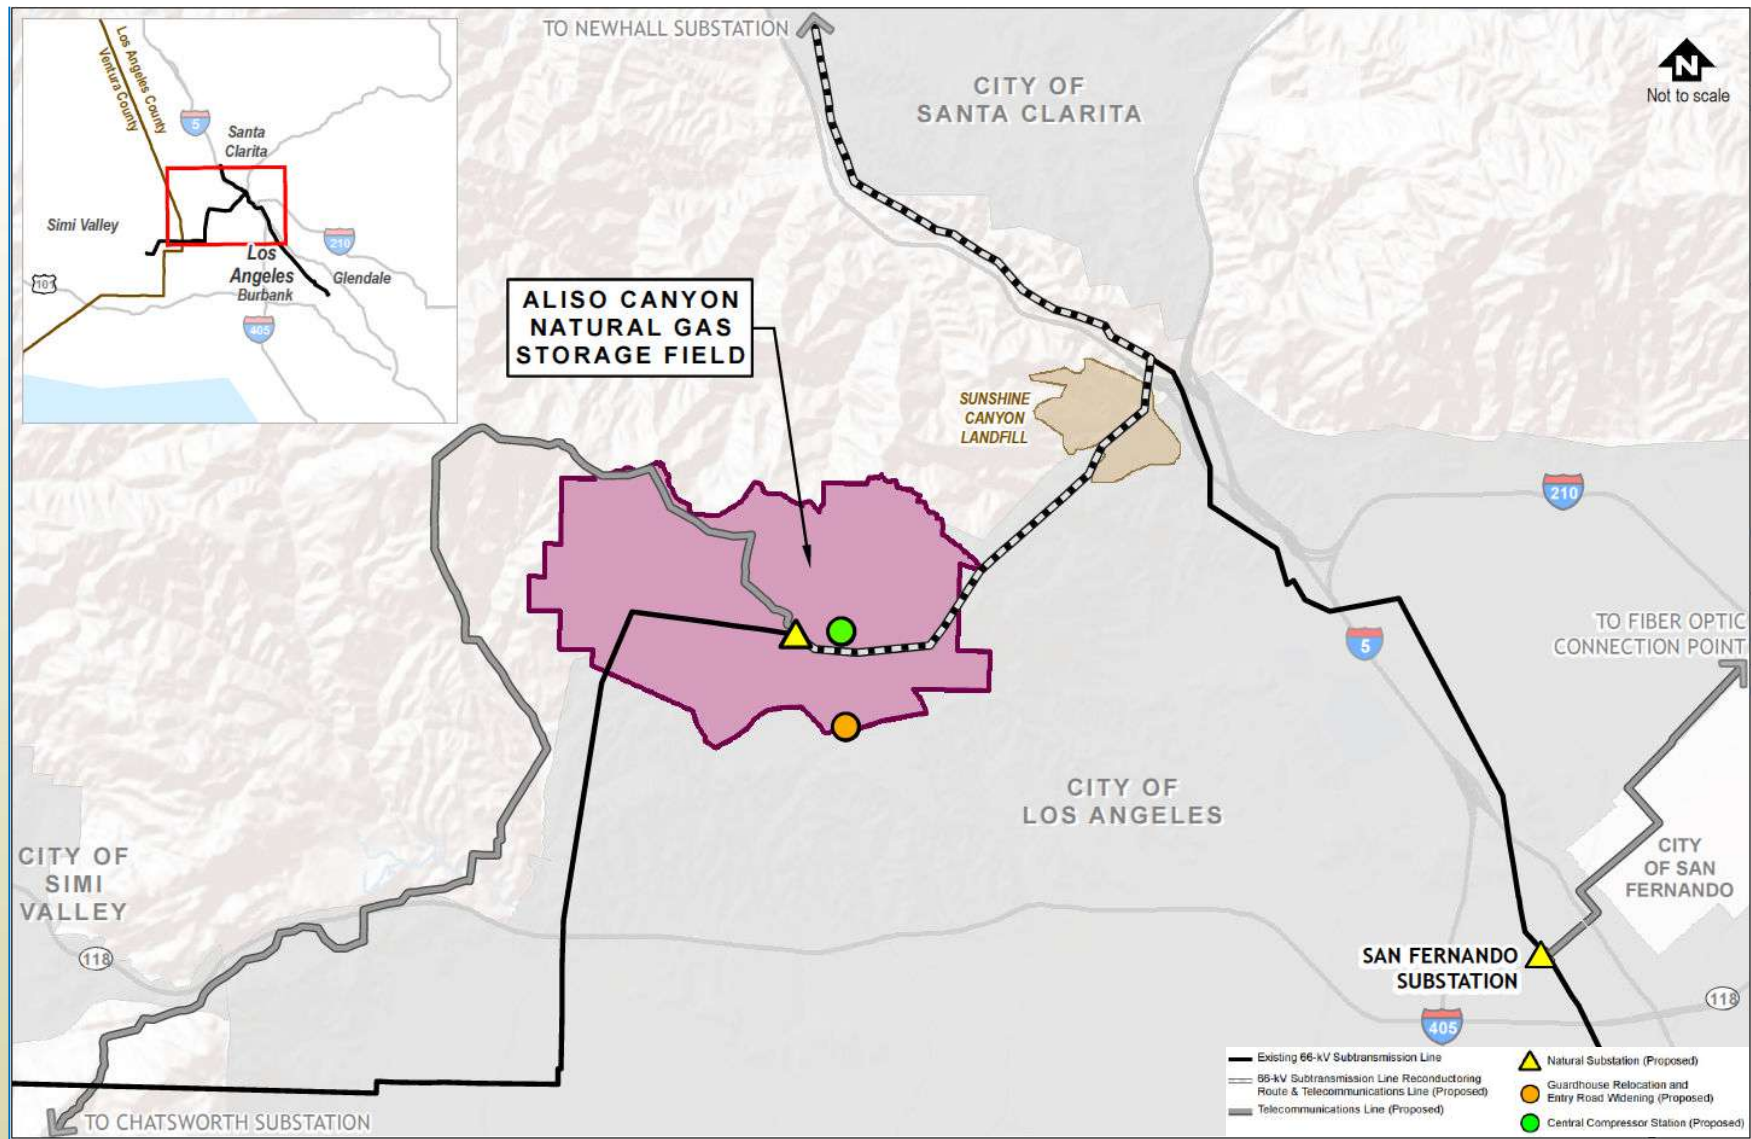 TO NEWHALL SUBSTATION
CITY OF
SANTA CLARITA
N
Not to scale
Los Angeles County
Ventura County
5
Santa
Clarita
Simi Valley
210
Los
Angeles
Glendale
Burbank
101
405
ALISO CANYON
NATURAL GAS
STORAGE FIELD
SUNSHINE
CANYON
LANDFILL
210
TO FIBER OPTIC
CONNECTION POINT
5
CITY OF
LOS ANGELES
CITY OF
SIMI
VALLEY
CITY
OF SAN
FERNANDO
118
SAN FERNANDO
SUBSTATION
118
405
TO CHATSWORTH SUBSTATION
Existing 66-kV Subtransmission Line
66-kV Subtransmission Line Reconductoring
Route & Telecommunications Line (Proposed)
Telecommunications Line (Proposed)
Natural Substation (Proposed)
Guardhouse Relocation and
Entry Road Widening (Proposed)
Central Compressor Station (Proposed)